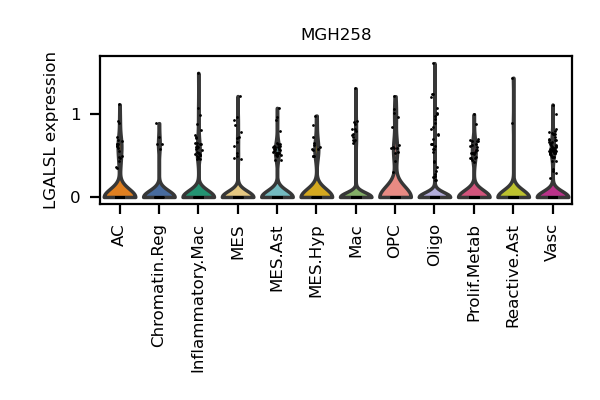 MGH258
LGALSL expression
1
0
AC
Chromatin.Reg
Inflammatory.Mac
MES
MES.Ast
MES.Hyp
Mac
OPC
Oligo
Prolif.Metab
Reactive.Ast
Vasc